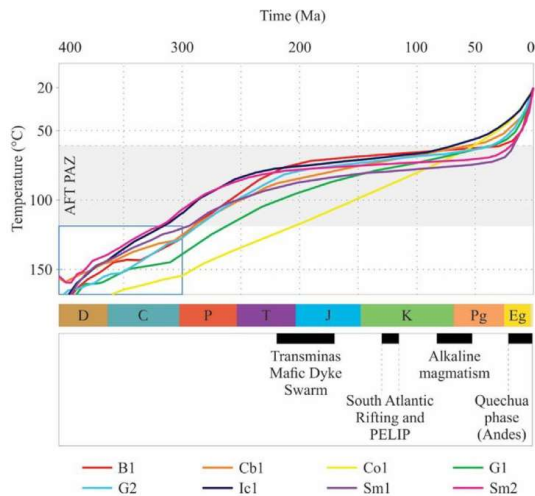 Time (Ma)
400 300 200 100 50 0
20
50
100
150
Temperature (°C)
AFT PAZ
D C P T J K Pg Eg
Transminas
Mafic Dyke
Swarm
South Atlantic
Rifting and
PELIP
Alkaline
magmatism
Quechua
phase
(Andes)
B1 Cb1 Co1 G1
G2 Ic1 Sm1 Sm2